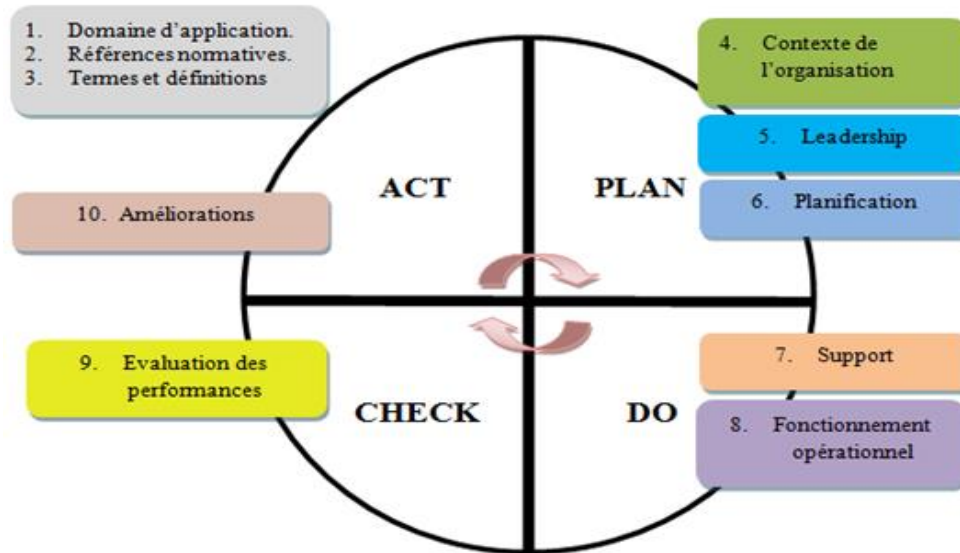 1. Domaine d’application.
2. Références normatives.
3. Termes et définitions
4. Contexte de
l’organisation
5. Leadership
ACT
PLAN
6. Planification
10. Améliorations
9. Evaluation des
performances
7. Support
CHECK
DO
8. Fonctionnement
opérationnel